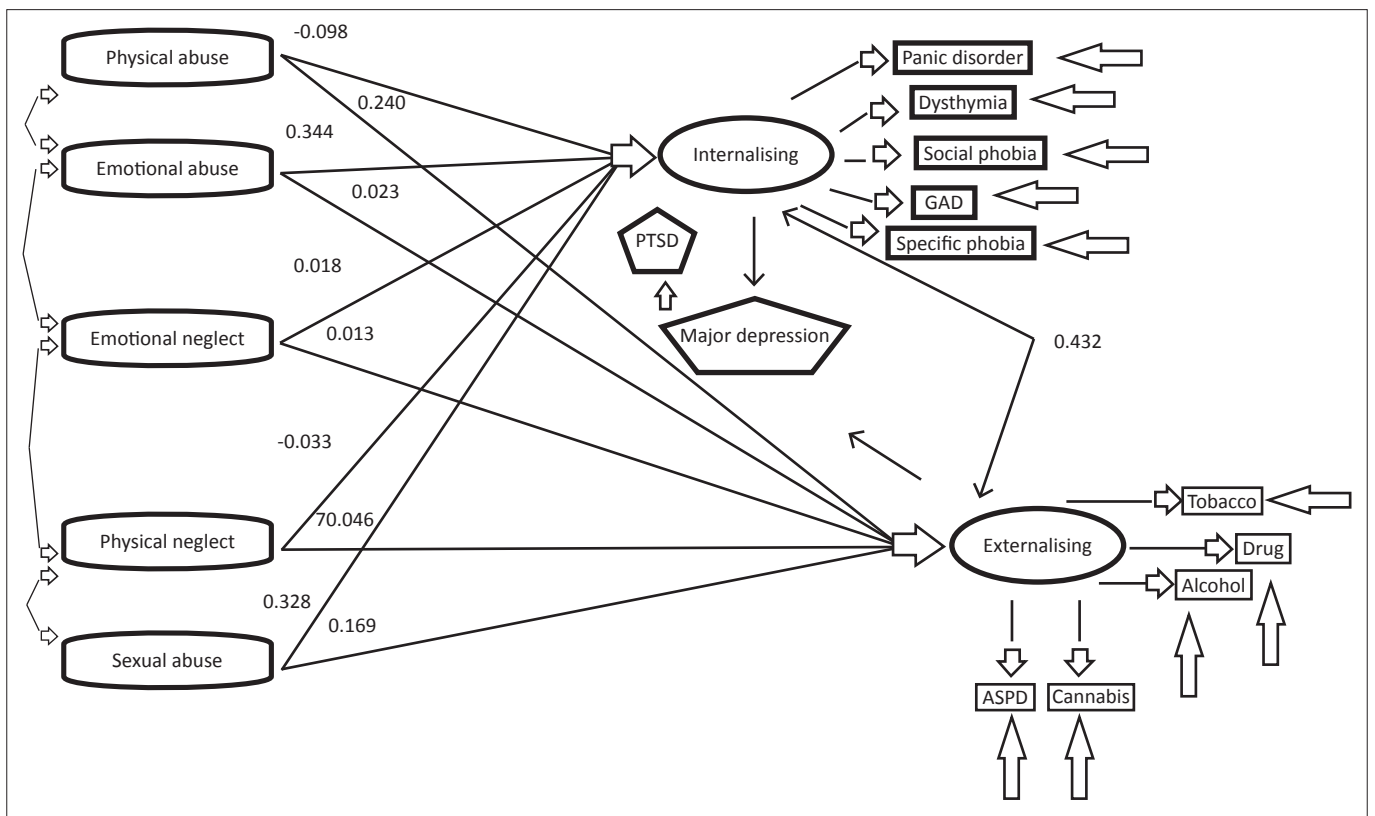 -0.098
Physical abuse
0.240
0.344
Emotional abuse
0.023
0.018
Emotional neglect
0.013
-0.033
Physical neglect
70.046
0.328
0.169
Sexual abuse
Internalising
Panic disorder
Dysthymia
Social phobia
GAD
Specific phobia
PTSD
Major depression
0.432
Externalising
Tobacco
Drug
Alcohol
ASPD
Cannabis